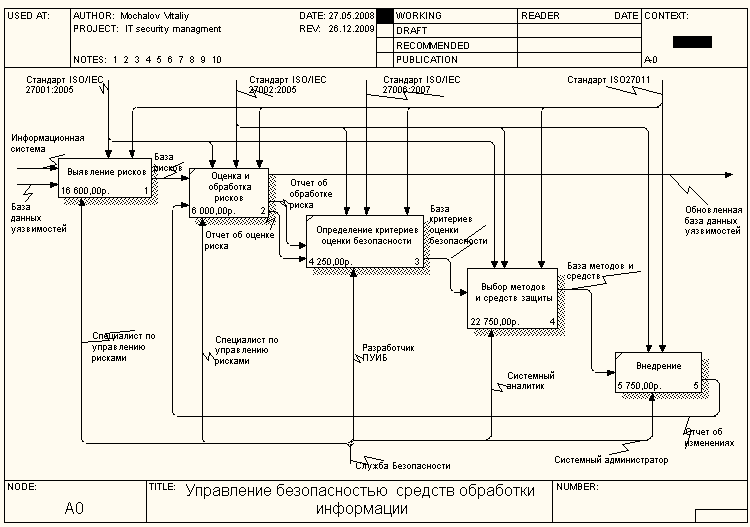 USED AT:
AUTHOR: Mochalov Vitaliy
DATE: 27.05.2008
PROJECT: IT security managment
REV: 26.12.2009
NOTES: 1 2 3 4 5 6 7 8 9 10
WORKING
DRAFT
RECOMMENDED
PUBLICATION
READER DATE
CONTEXT:
A-0
Стандарт ISO/IEC
27001:2005
Стандарт ISO/IEC
27002:2005
Стандарт ISO/IEC
27006:2007
Стандарт ISO27011
Информационная
система
База
данных
уязвимостей
Выявление рисков
16 600,00р. 1
База
рисков
Оценка и
обработка
рисков
6 000,00р. 2
Отчет об
обработке
риска
Отчет об оценке
риска
Определение критериев
оценки безопасности
4 250,00р. 3
База
критериев
оценки
безопасности
Обновленная
база данных
уязвимостей
Выбор методов
и средств защиты
22 750,00р. 4
База методов и
средств
Внедрение
5 750,00р. 5
Специалист по
управлению
рисками
Специалист по
управлению
рисками
Разработчик
ПУИБ
Системный
аналитик
Отчет об
изменениях
Служба Безопасности
Системный администратор
NODE:
A0
TITLE:
Управление безопасностью средств обработки
информации
NUMBER: